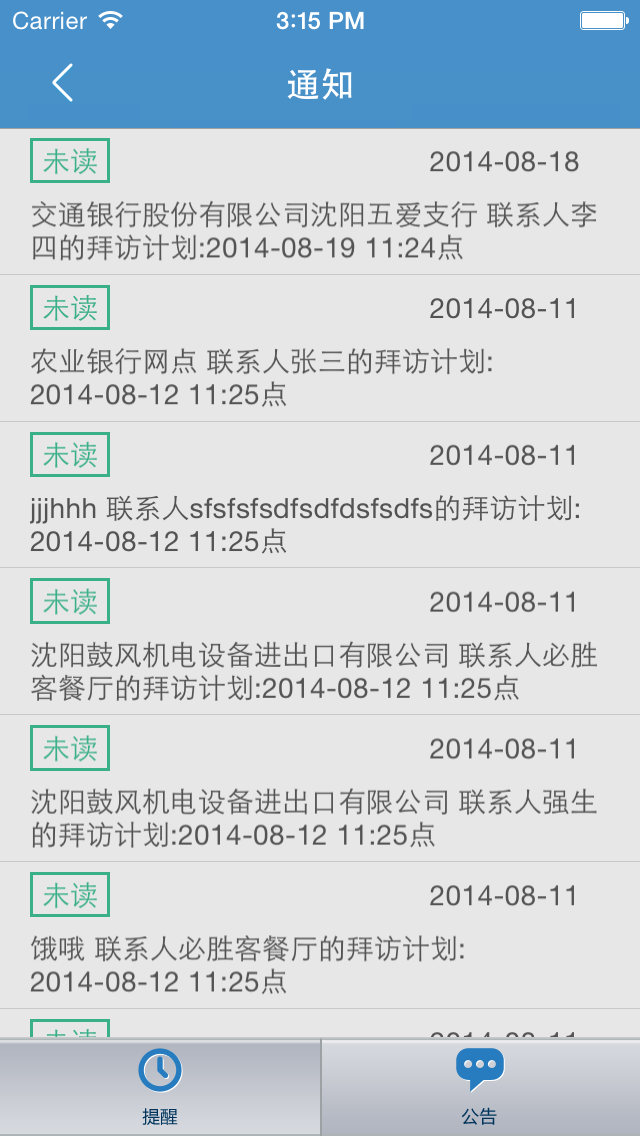 Carrier 3:15 PM
通知
未读 2014-08-18
交通银行股份有限公司沈阳五爱支行 联系人李
四的拜访计划:2014-08-19 11:24点
未读 2014-08-11
农业银行网点 联系人张三的拜访计划:
2014-08-12 11:25点
未读 2014-08-11
jjjhhh 联系人sfsfsfsdfsdfdsfsdfs的拜访计划:
2014-08-12 11:25点
未读 2014-08-11
沈阳鼓风机电设备进出口有限公司 联系人必胜
客餐厅的拜访计划:2014-08-12 11:25点
未读 2014-08-11
沈阳鼓风机电设备进出口有限公司 联系人强生
的拜访计划:2014-08-12 11:25点
未读 2014-08-11
饿哦 联系人必胜客餐厅的拜访计划:
2014-08-12 11:25点
未读 2014-08-11
提醒 公告